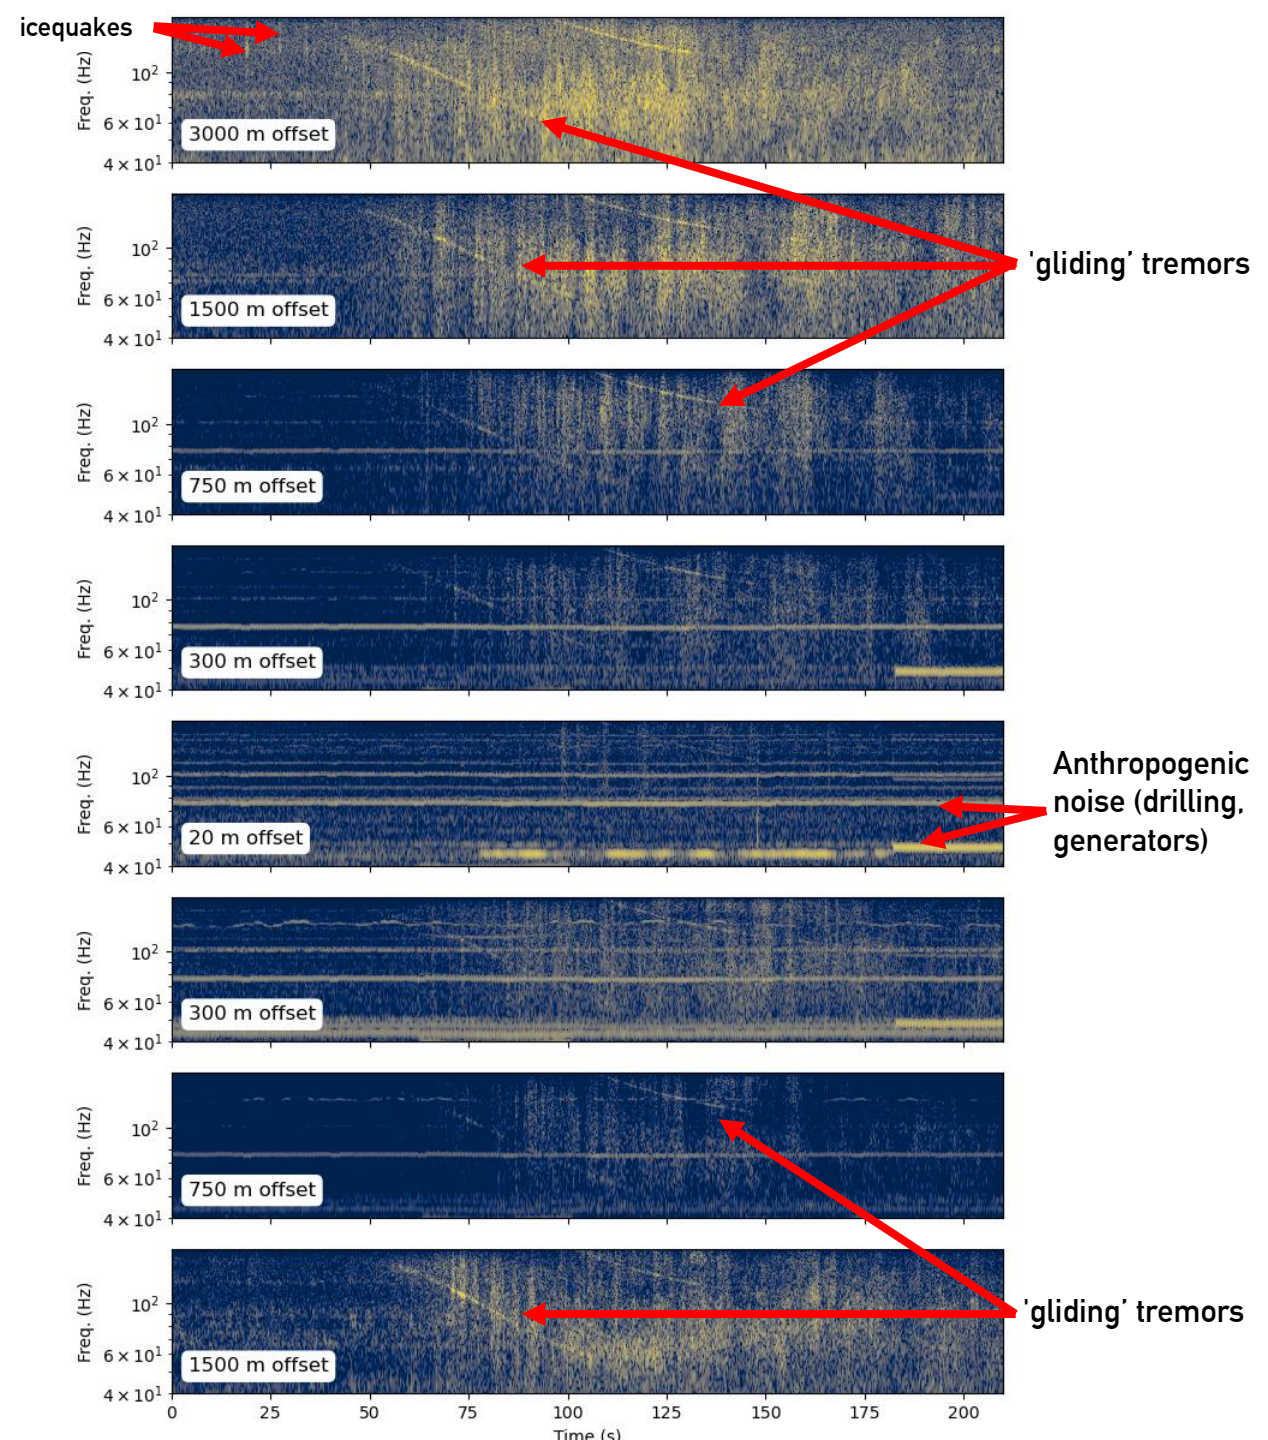 icequakes
Freq. (Hz)
10²
6 × 10¹
4 × 10¹
3000 m offset
Freq. (Hz)
10²
6 × 10¹
4 × 10¹
1500 m offset
'gliding’ tremors
Freq. (Hz)
10²
6 × 10¹
4 × 10¹
750 m offset
Freq. (Hz)
10²
6 × 10¹
4 × 10¹
300 m offset
Freq. (Hz)
10²
6 × 10¹
4 × 10¹
20 m offset
Anthropogenic
noise (drilling,
generators)
Freq. (Hz)
10²
6 × 10¹
4 × 10¹
300 m offset
Freq. (Hz)
10²
6 × 10¹
4 × 10¹
750 m offset
Freq. (Hz)
10²
6 × 10¹
4 × 10¹
1500 m offset
'gliding’ tremors
0 25 50 75 100 125 150 175 200
Time (s)